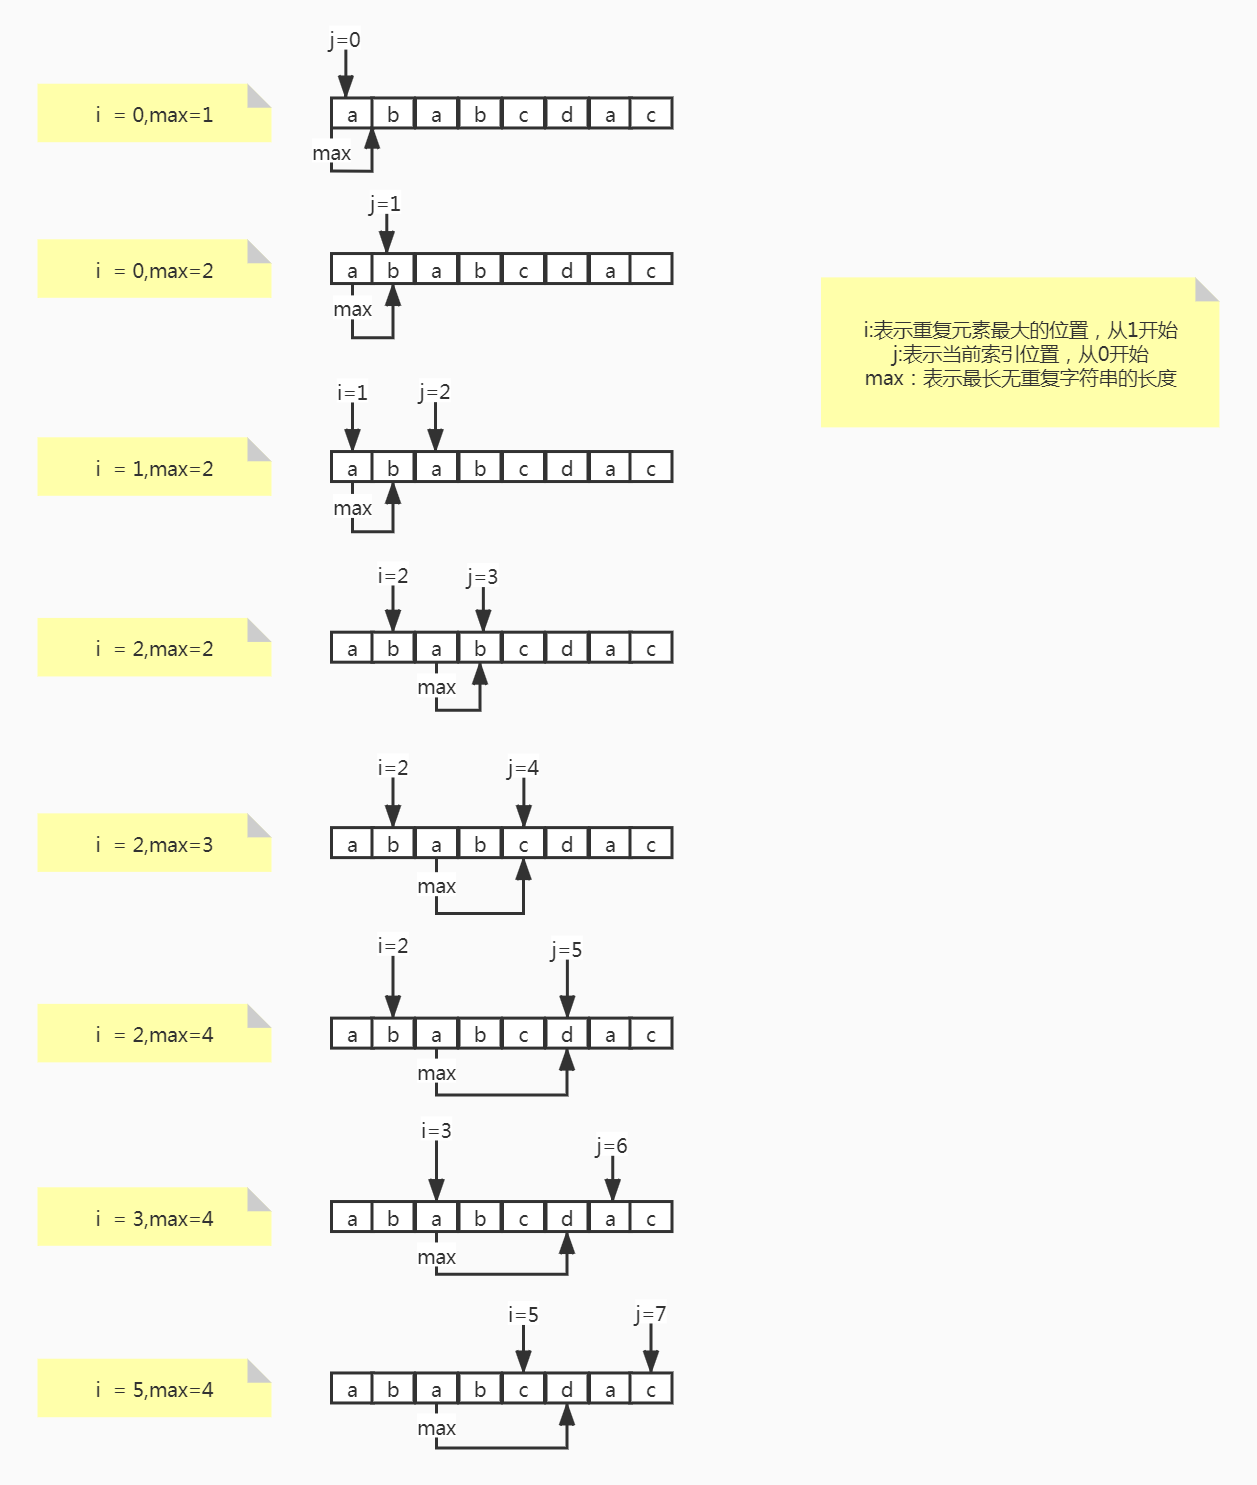 j=0
i = 0,max=1
a b a b c d a c
max
j=1
i = 0,max=2
a b a b c d a c
max
i:表示重复元素最大的位置，从1开始
j:表示当前索引位置，从0开始
max：表示最长无重复字符串的长度
i=1 j=2
i = 1,max=2
a b a b c d a c
max
i=2 j=3
i = 2,max=2
a b a b c d a c
max
i=2 j=4
i = 2,max=3
a b a b c d a c
max
i=2 j=5
i = 2,max=4
a b a b c d a c
max
i=3 j=6
i = 3,max=4
a b a b c d a c
max
i=5 j=7
i = 5,max=4
a b a b c d a c
max